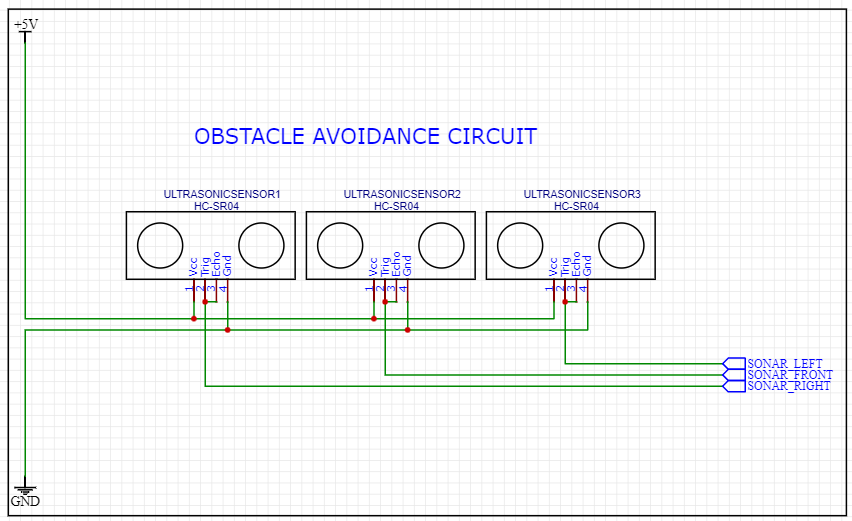 +5V
OBSTACLE AVOIDANCE CIRCUIT
ULTRASONICSENSOR1
HC-SR04
ULTRASONICSENSOR2
HC-SR04
ULTRASONICSENSOR3
HC-SR04
Vcc Trig Echo Gnd
1 2 3 4
Vcc Trig Echo Gnd
1 2 3 4
Vcc Trig Echo Gnd
1 2 3 4
SONAR_LEFT
SONAR_FRONT
SONAR_RIGHT
GND